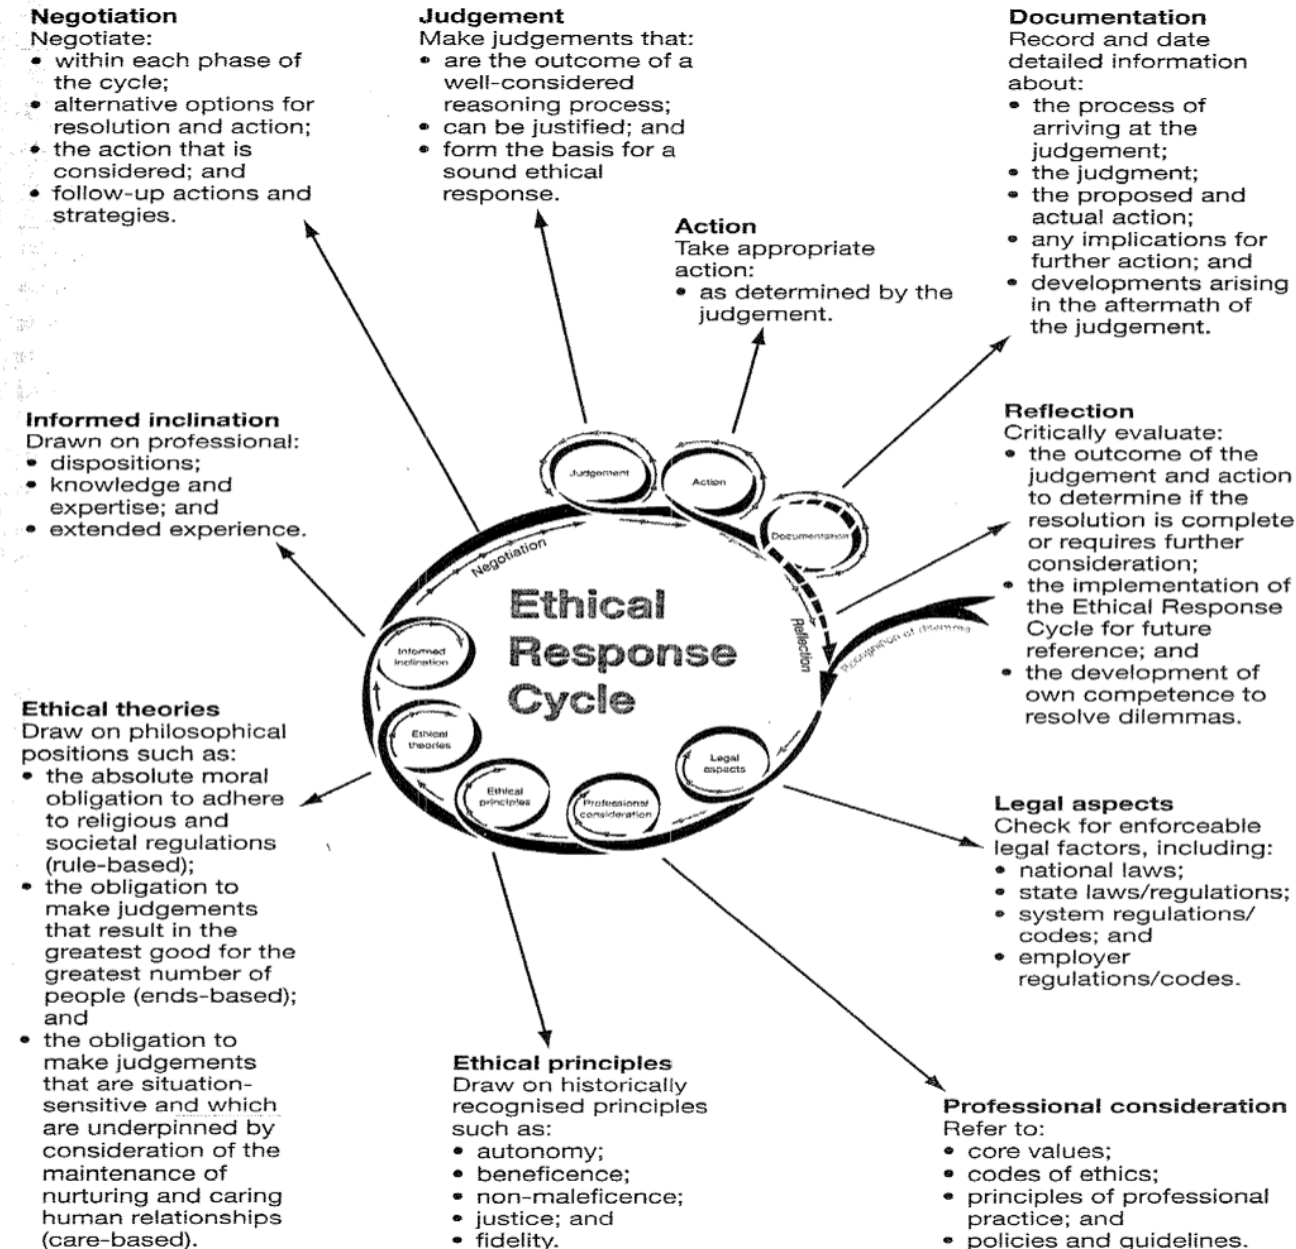 Negotiation
Negotiate:
• within each phase of
the cycle;
• alternative options for
resolution and action;
• the action that is
considered; and
• follow-up actions and
strategies.
Judgement
Make judgements that:
• are the outcome of a
well-considered
reasoning process;
• can be justified; and
• form the basis for a
sound ethical
response.
Action
Take appropriate
action:
• as determined by the
judgement.
Documentation
Record and date
detailed information
about:
• the process of
arriving at the
judgement;
• the judgment;
• the proposed and
actual action;
• any implications for
further action; and
• developments arising
in the aftermath of
the judgement.
Informed inclination
Drawn on professional:
• dispositions;
• knowledge and
expertise; and
• extended experience.
Reflection
Critically evaluate:
• the outcome of the
judgement and action
to determine if the
resolution is complete
or requires further
consideration;
• the implementation of
the Ethical Response
Cycle for future
reference; and
• the development of
own competence to
resolve dilemmas.
Judgement
Action
Documentation
Negotiation
Ethical
Response
Cycle
Reflection
Recognition of dilemma
Informed
inclination
Ethical
theories
Ethical
principles
Professional
consideration
Legal
aspects
Ethical theories
Draw on philosophical
positions such as:
• the absolute moral
obligation to adhere
to religious and
societal regulations
(rule-based);
• the obligation to
make judgements
that result in the
greatest good for the
greatest number of
people (ends-based);
and
• the obligation to
make judgements
that are situation-
sensitive and which
are underpinned by
consideration of the
maintenance of
nurturing and caring
human relationships
(care-based).
Legal aspects
Check for enforceable
legal factors, including:
• national laws;
• state laws/regulations;
• system regulations/
codes; and
• employer
regulations/codes.
Ethical principles
Draw on historically
recognised principles
such as:
• autonomy;
• beneficence;
• non-maleficence;
• justice; and
• fidelity.
Professional consideration
Refer to:
• core values;
• codes of ethics;
• principles of professional
practice; and
• policies and guidelines.